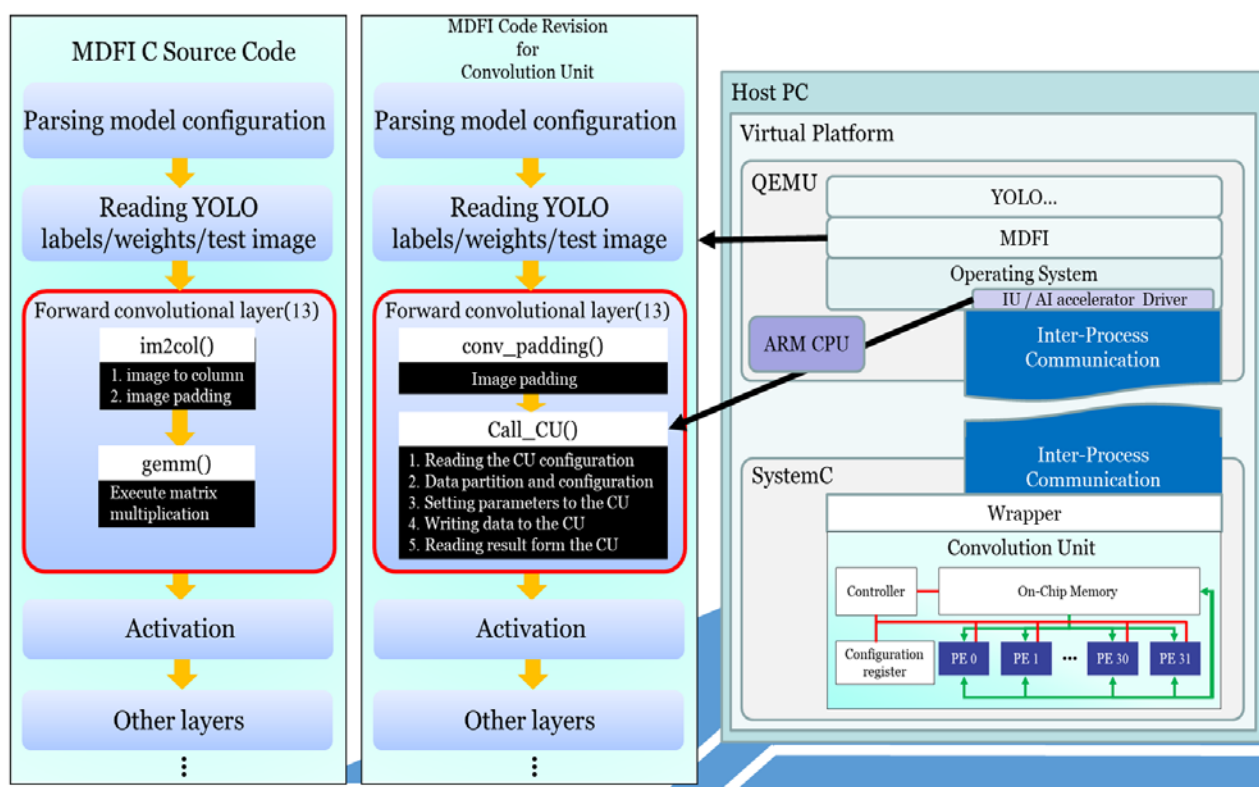 MDFI C Source Code
Parsing model configuration
Reading YOLO
labels/weights/test image
Forward convolutional layer(13)
im2col()
1. image to column
2. image padding
gemm()
Execute matrix
multiplication
Activation
Other layers
⋮
MDFI Code Revision
for
Convolution Unit
Parsing model configuration
Reading YOLO
labels/weights/test image
Forward convolutional layer(13)
conv_padding()
Image padding
Call_CU()
1. Reading the CU configuration
2. Data partition and configuration
3. Setting parameters to the CU
4. Writing data to the CU
5. Reading result form the CU
Activation
Other layers
⋮
Host PC
Virtual Platform
QEMU
YOLO...
MDFI
Operating System
IU / AI accelerator Driver
ARM CPU
Inter-Process
Communication
Inter-Process
Communication
SystemC
Wrapper
Convolution Unit
Controller
On-Chip Memory
Configuration
register
PE 0
PE 1
•••
PE 30
PE 31